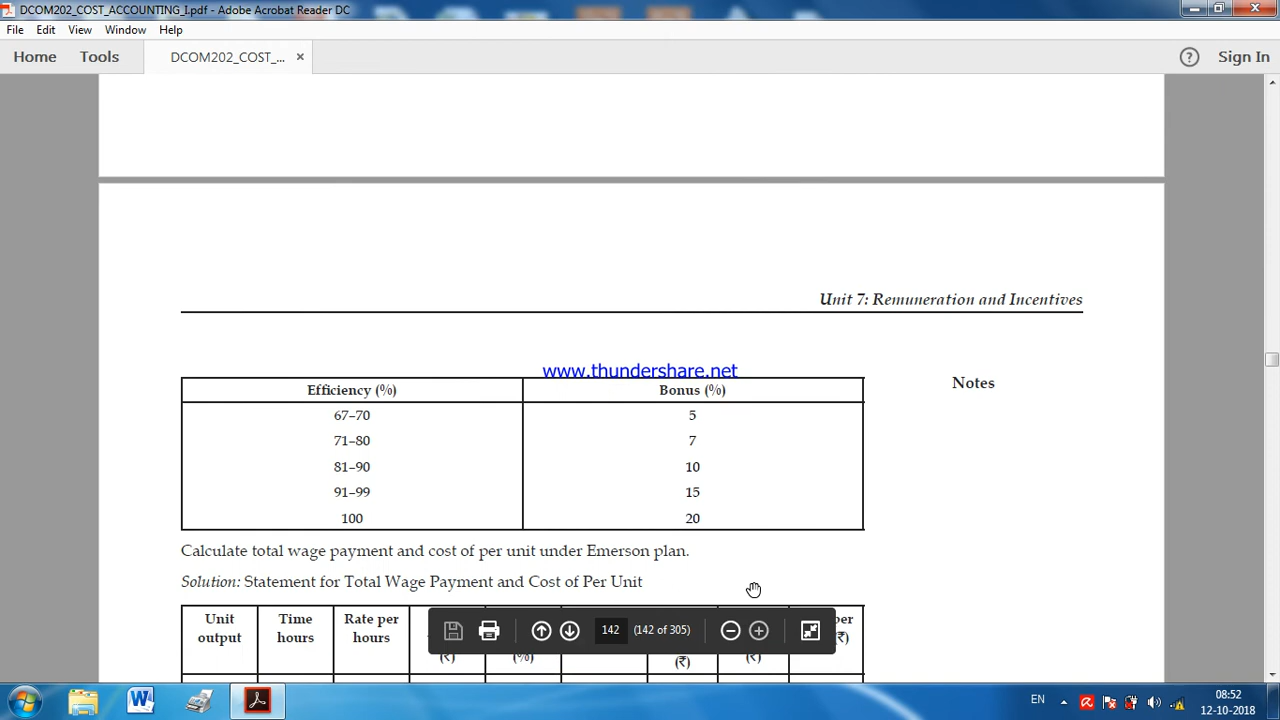 DCOM202_COST_ACCOUNTING_I.pdf - Adobe Acrobat Reader DC
File Edit View Window Help
Home Tools DCOM202_COST_... × ? Sign In
Unit 7: Remuneration and Incentives
www.thundershare.net
Notes
Efficiency (%) Bonus (%)
67–70 5
71–80 7
81–90 10
91–99 15
100 20
Calculate total wage payment and cost of per unit under Emerson plan.
Solution: Statement for Total Wage Payment and Cost of Per Unit
Unit output
Time hours
Rate per hours
(₹)
(%)
(₹)
(₹)
per (₹)
142 (142 of 305)
EN 08:52
12-10-2018